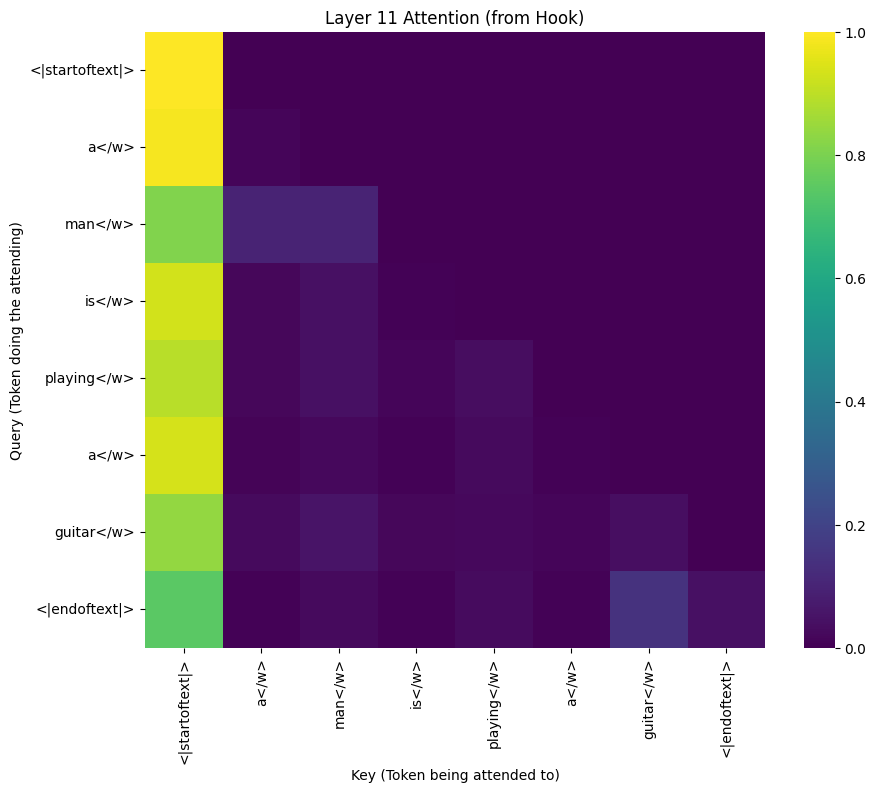 Layer 11 Attention (from Hook)
Query (Token doing the attending)
<|startoftext|>
a</w>
man</w>
is</w>
playing</w>
a</w>
guitar</w>
<|endoftext|>
<|startoftext|>
a</w>
man</w>
is</w>
playing</w>
a</w>
guitar</w>
<|endoftext|>
Key (Token being attended to)
1.0
0.8
0.6
0.4
0.2
0.0